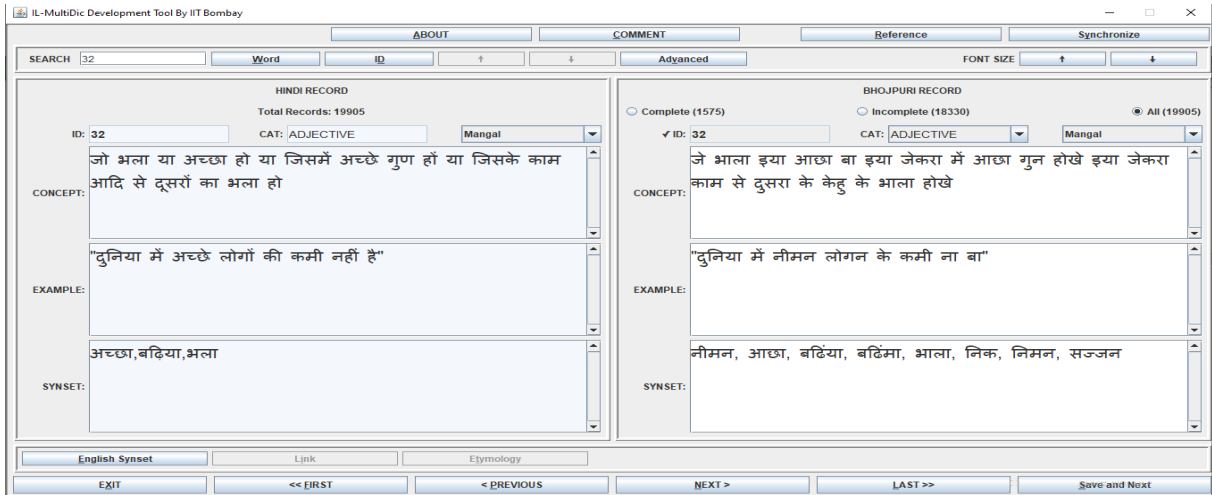 IL-MultiDic Development Tool By IIT Bombay
ABOUT COMMENT Reference Synchronize
SEARCH 32 Word ID ↑ ↓ Advanced FONT SIZE ↑ ↓
HINDI RECORD
Total Records: 19905
ID: 32 CAT: ADJECTIVE Mangal
CONCEPT:
जो भला या अच्छा हो या जिसमें अच्छे गुण हों या जिसके काम
आदि से दूसरों का भला हो
EXAMPLE:
"दुनिया में अच्छे लोगों की कमी नहीं है"
SYNSET:
अच्छा,बढ़िया,भला
BHOJPURI RECORD
Complete (1575) Incomplete (18330) All (19905)
✓ ID: 32 CAT: ADJECTIVE Mangal
CONCEPT:
जे भाला इया आछा बा इया जेकरा में आछा गुन होखे इया जेकरा
काम से दुसरा के केहु के भाला होखे
EXAMPLE:
"दुनिया में नीमन लोगन के कमी ना बा"
SYNSET:
नीमन, आछा, बढिंया, बढिंमा, भाला, निक, निमन, सज्जन
English Synset Link Etymology
EXIT << FIRST < PREVIOUS NEXT > LAST >> Save and Next